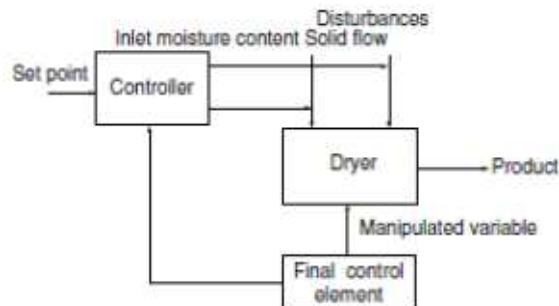 Disturbances
Inlet moisture content Solid flow
Set point
Controller
Dryer
Product
Manipulated variable
Final control
element